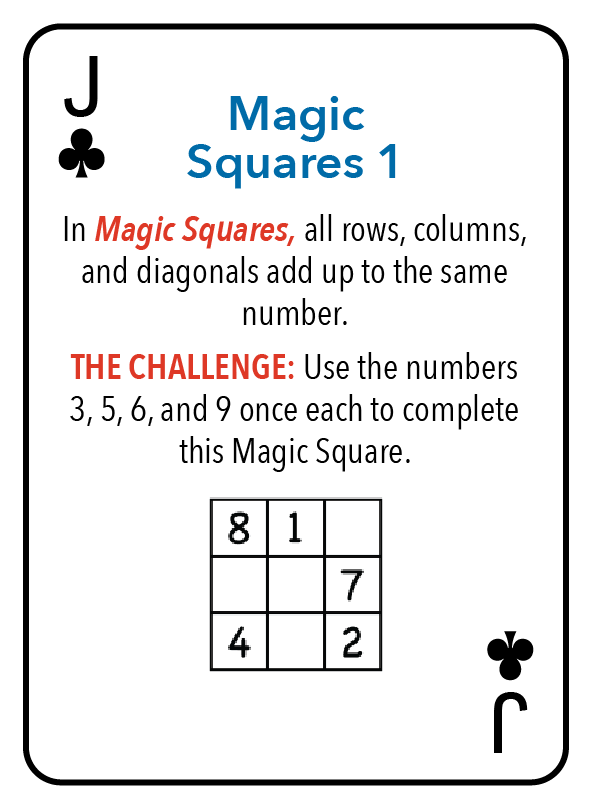 J
Magic
Squares 1
In Magic Squares, all rows, columns,
and diagonals add up to the same
number.
THE CHALLENGE: Use the numbers
3, 5, 6, and 9 once each to complete
this Magic Square.
8 1
7
4 2
J